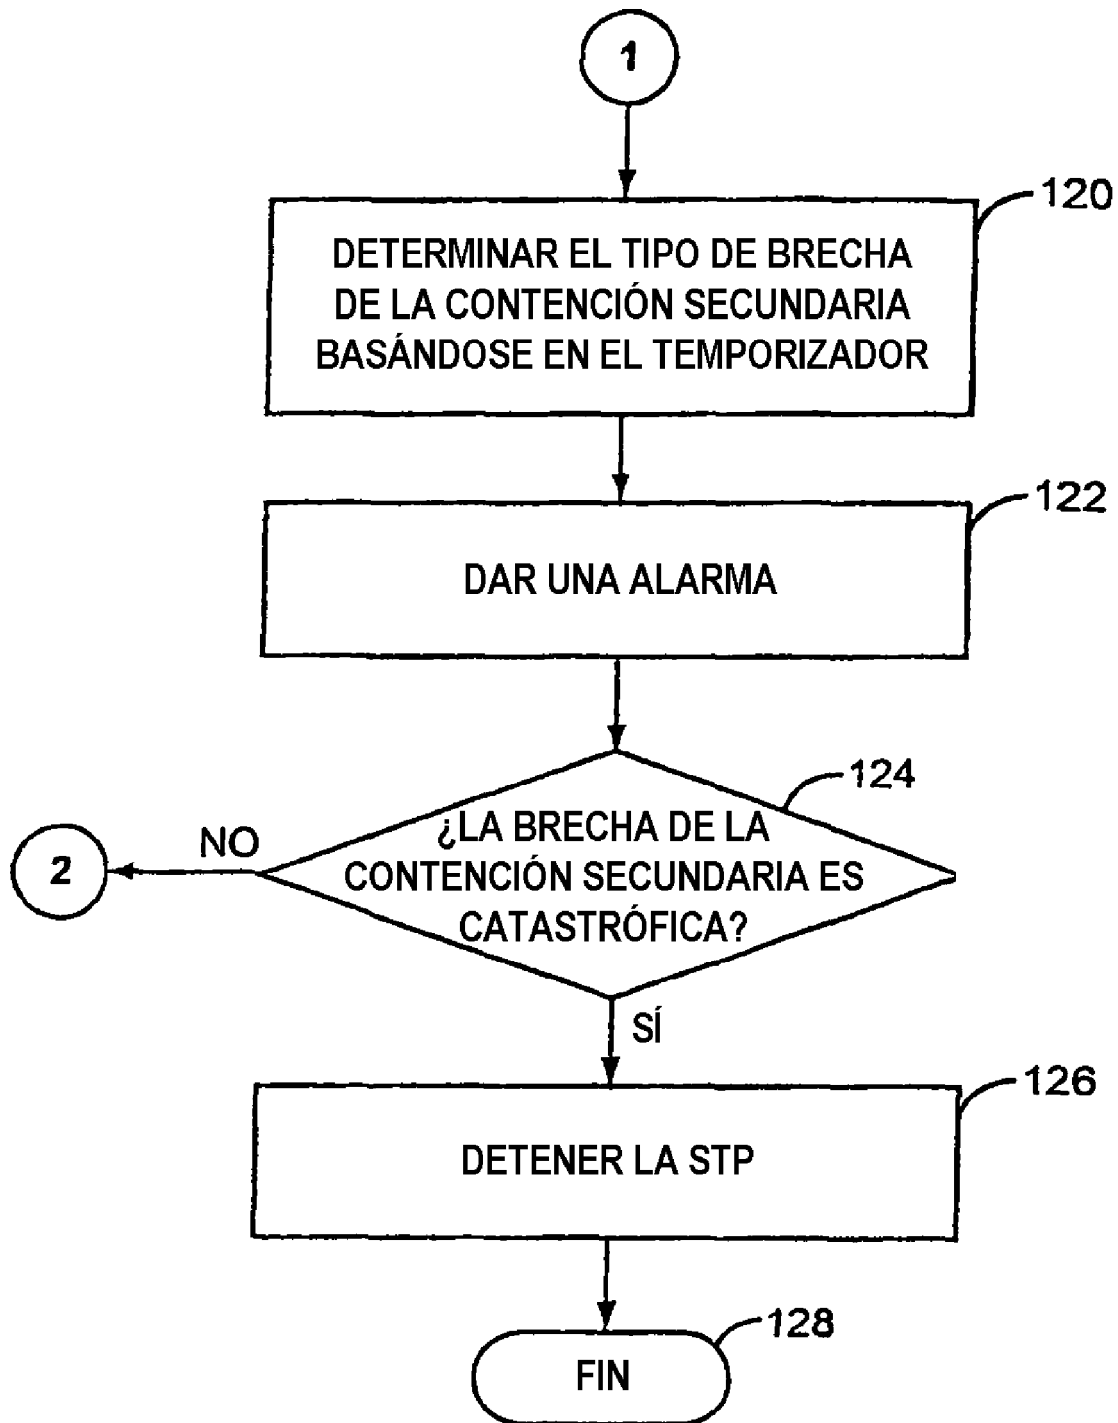 1
120
DETERMINAR EL TIPO DE BRECHA
DE LA CONTENCIÓN SECUNDARIA
BASÁNDOSE EN EL TEMPORIZADOR
122
DAR UNA ALARMA
124
¿LA BRECHA DE LA
CONTENCIÓN SECUNDARIA ES
CATASTRÓFICA?
NO
2
SÍ
126
DETENER LA STP
128
FIN